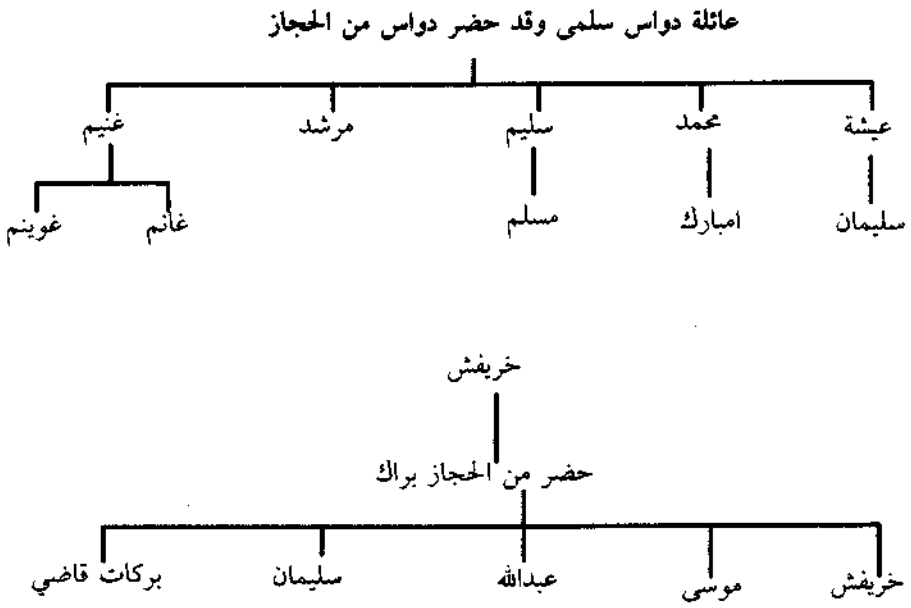 عائلة دواس سلمى وقد حضر دواس من الحجاز
عيشة محمد سليم مرشد غنيم
سليمان امبارك مسلم غانم غوينم
خريفش
حضر من الحجاز براك
خريفش موسى عبدالله سليمان بركات قاضي